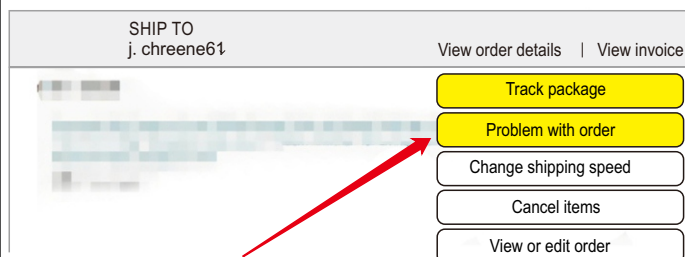 SHIP TO
j. chreene61
View order details | View invoice
Track package
Problem with order
Change shipping speed
Cancel items
View or edit order